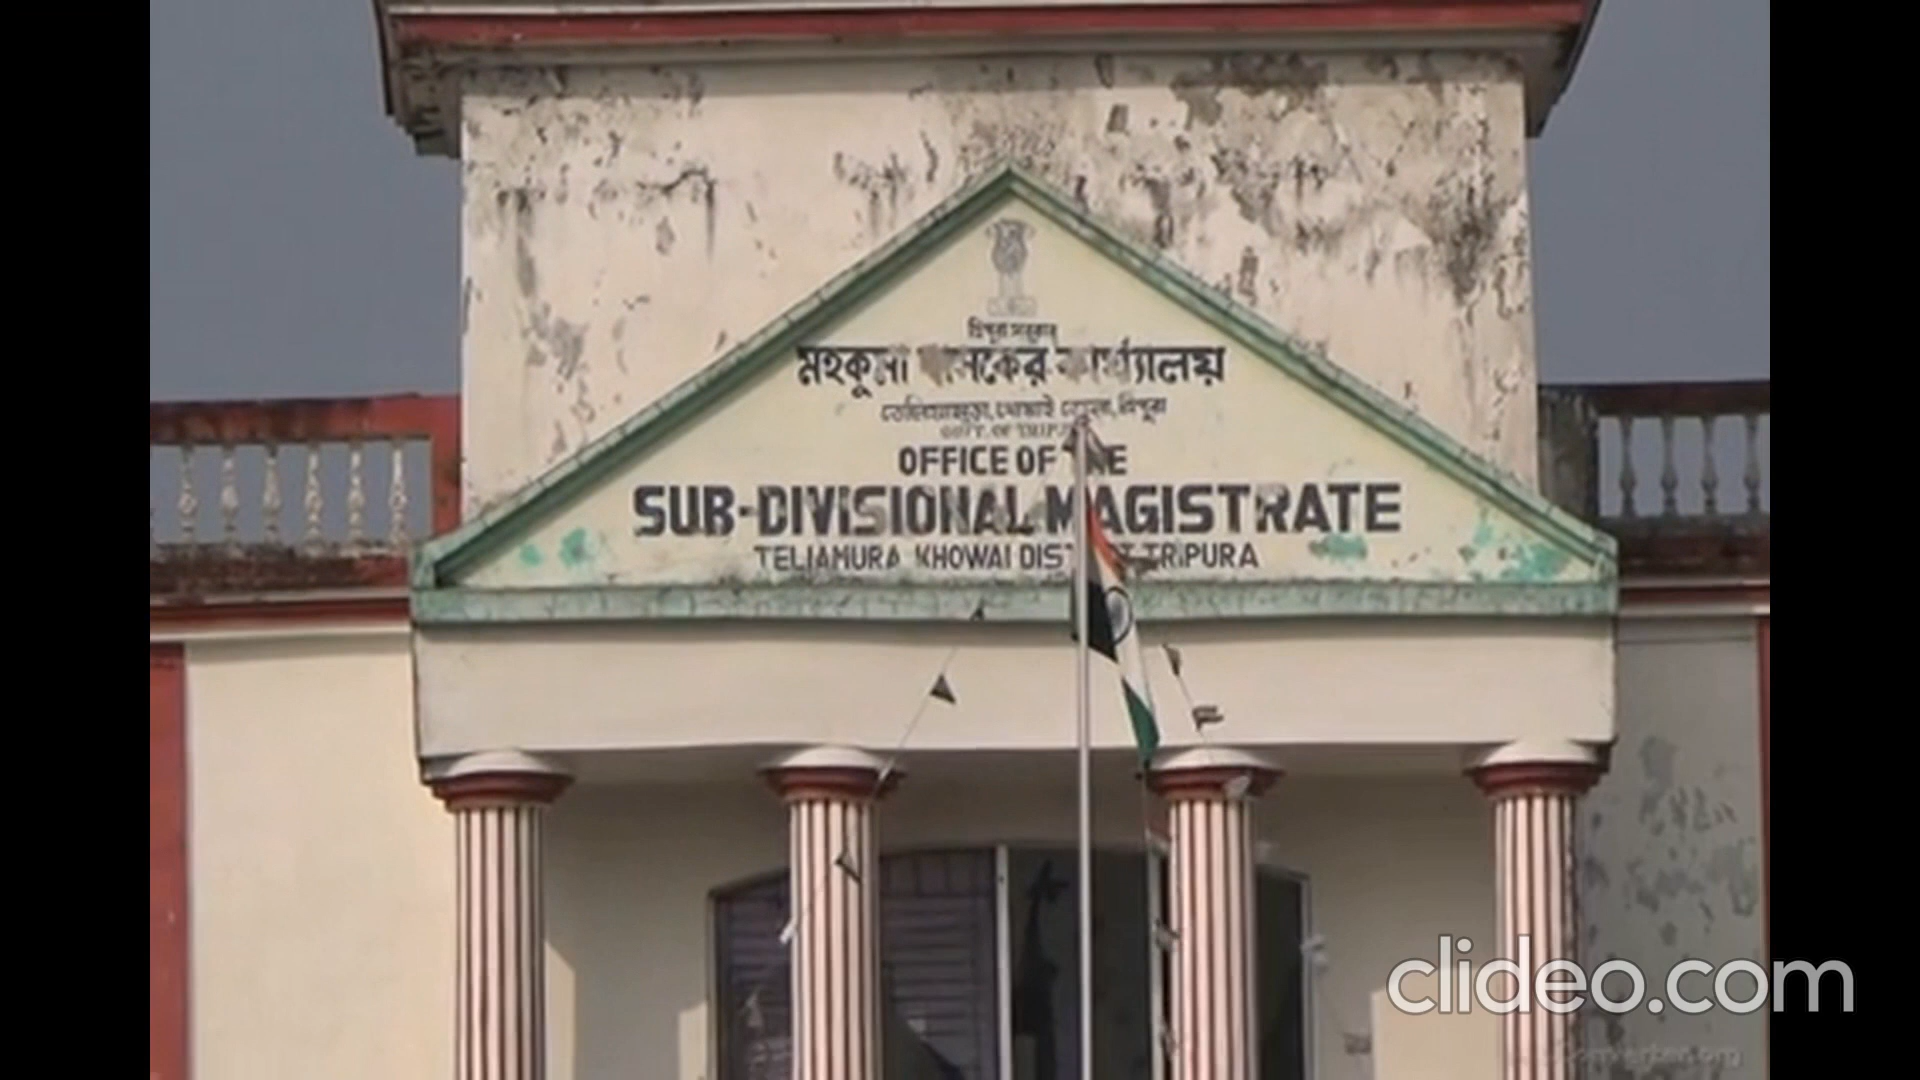 ত্রিপুরা সরকার
মহকুমা শাসকের কার্য্যালয়
তেলিয়ামুড়া, খোয়াই জেলা, ত্রিপুরা
GOVT. OF TRIPURA
OFFICE OF THE
SUB-DIVISIONAL MAGISTRATE
TELIAMURA, KHOWAI DISTRICT, TRIPURA
clideo.com